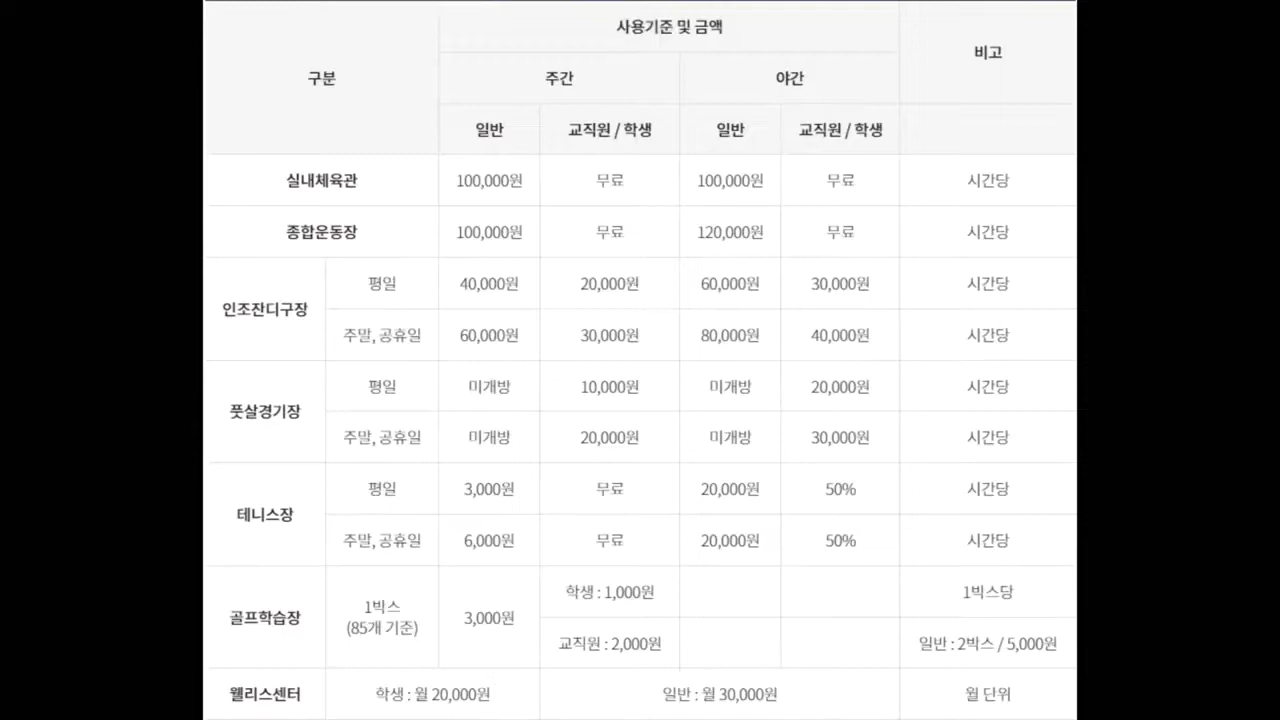 구분
사용기준 및 금액
비고
주간
야간
일반
교직원 / 학생
일반
교직원 / 학생
실내체육관 100,000원 무료 100,000원 무료 시간당
종합운동장 100,000원 무료 120,000원 무료 시간당
인조잔디구장
평일 40,000원 20,000원 60,000원 30,000원 시간당
주말, 공휴일 60,000원 30,000원 80,000원 40,000원 시간당
풋살경기장
평일 미개방 10,000원 미개방 20,000원 시간당
주말, 공휴일 미개방 20,000원 미개방 30,000원 시간당
테니스장
평일 3,000원 무료 20,000원 50% 시간당
주말, 공휴일 6,000원 무료 20,000원 50% 시간당
골프학습장
1박스
(85개 기준)
3,000원
학생 : 1,000원
1박스당
교직원 : 2,000원
일반 : 2박스 / 5,000원
웰리스센터 학생 : 월 20,000원 일반 : 월 30,000원 월 단위